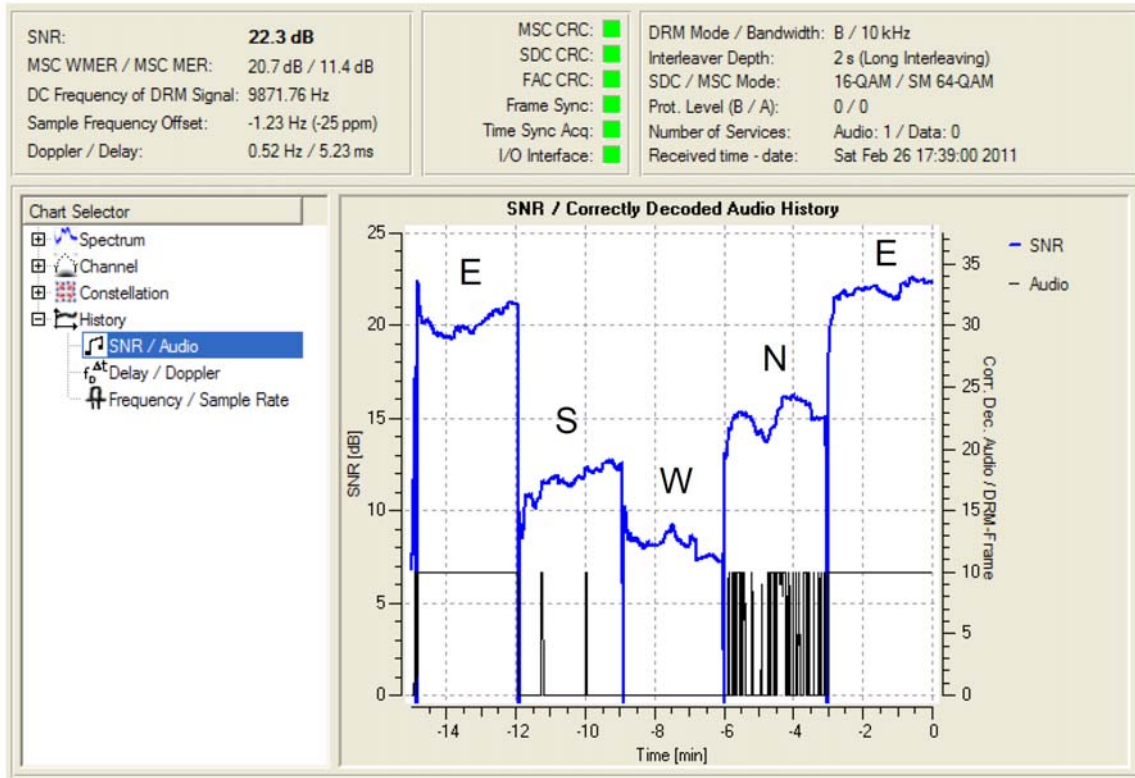 SNR: 22.3 dB
MSC WMER / MSC MER: 20.7 dB / 11.4 dB
DC Frequency of DRM Signal: 9871.76 Hz
Sample Frequency Offset: -1.23 Hz (-25 ppm)
Doppler / Delay: 0.52 Hz / 5.23 ms
MSC CRC:
SDC CRC:
FAC CRC:
Frame Sync:
Time Sync Acq:
I/O Interface:
DRM Mode / Bandwidth: B / 10 kHz
Interleaver Depth: 2 s (Long Interleaving)
SDC / MSC Mode: 16-QAM / SM 64-QAM
Prot. Level (B / A): 0 / 0
Number of Services: Audio: 1 / Data: 0
Received time - date: Sat Feb 26 17:39:00 2011
Chart Selector
Spectrum
Channel
Constellation
History
SNR / Audio
Delay / Doppler
Frequency / Sample Rate
SNR / Correctly Decoded Audio History
25
20
15
10
5
0
SNR [dB]
E
S
W
N
E
35
30
25
20
15
10
5
0
Corr. Dec. Audio / DRM-Frame
SNR
Audio
-14 -12 -10 -8 -6 -4 -2 0
Time [min]